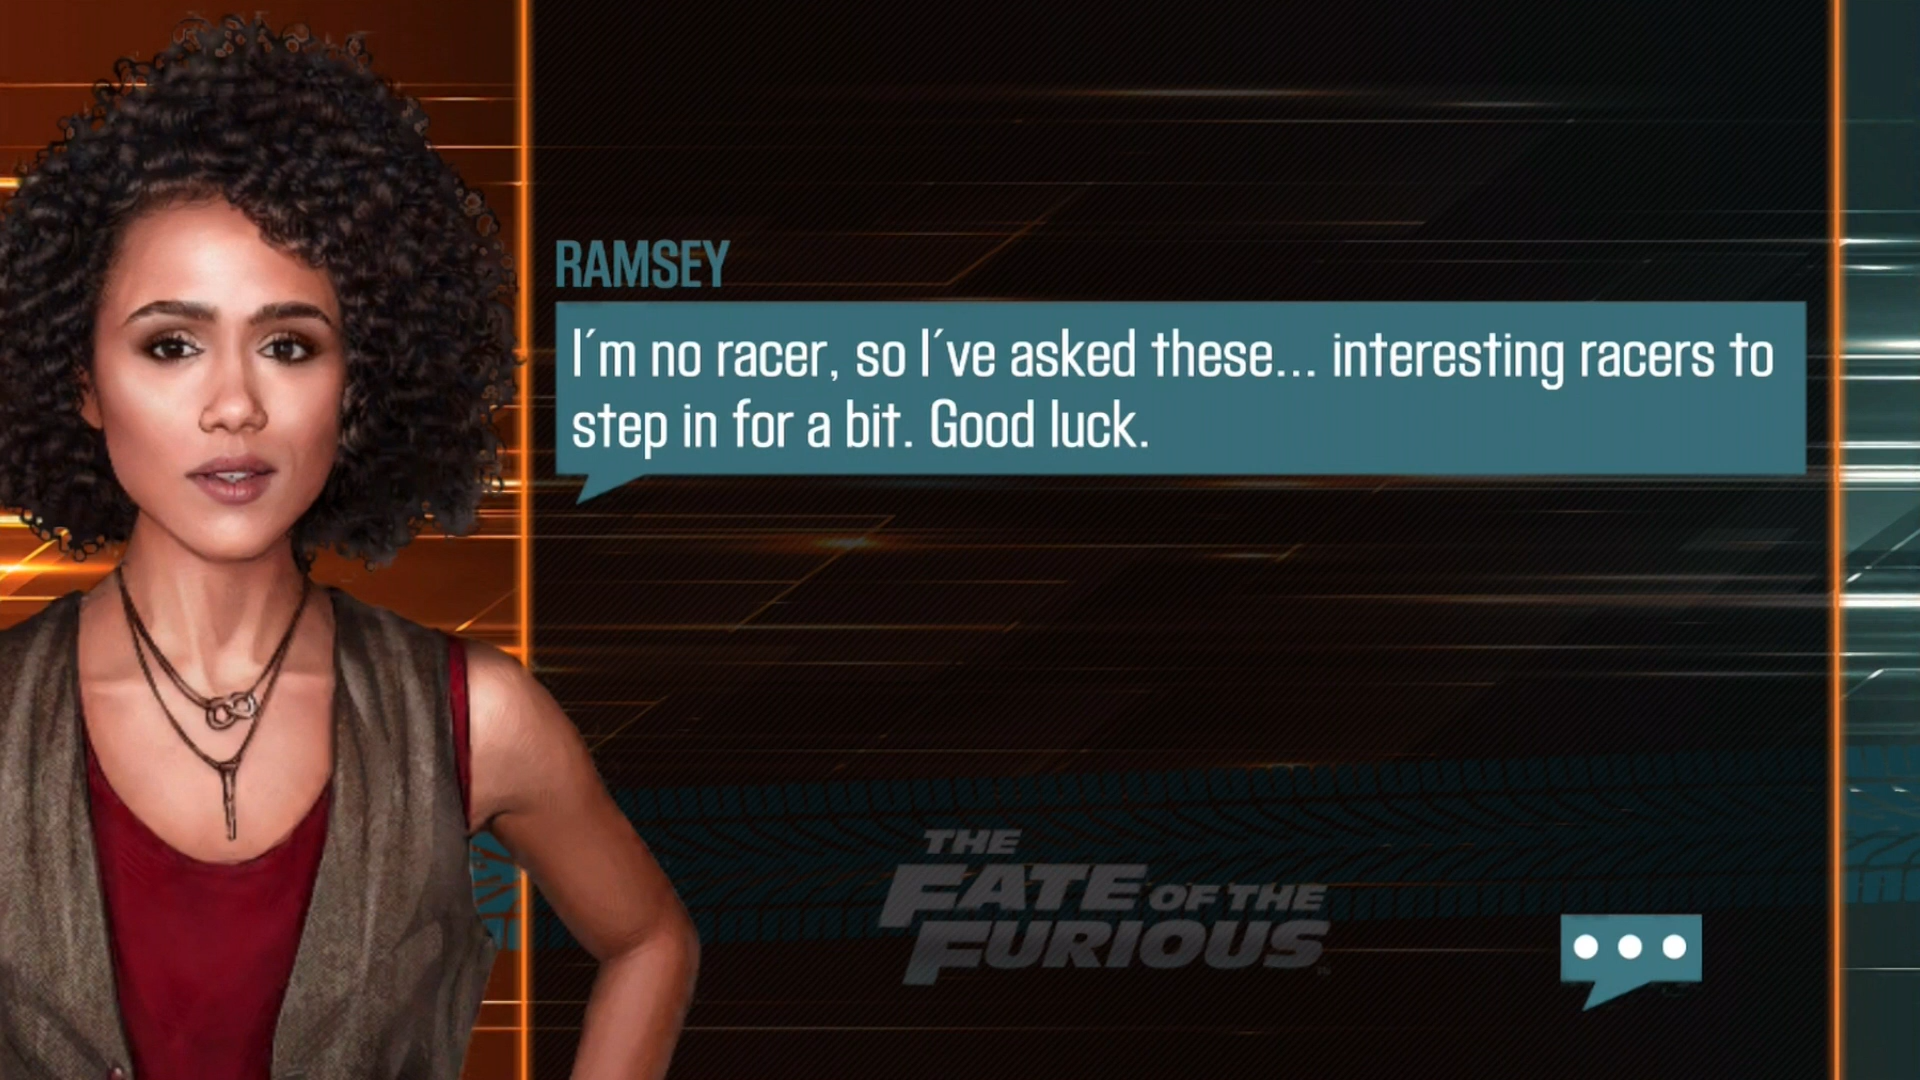 RAMSEY
I´m no racer, so I´ve asked these... interesting racers to
step in for a bit. Good luck.
THE
FATE OF THE
FURIOUS